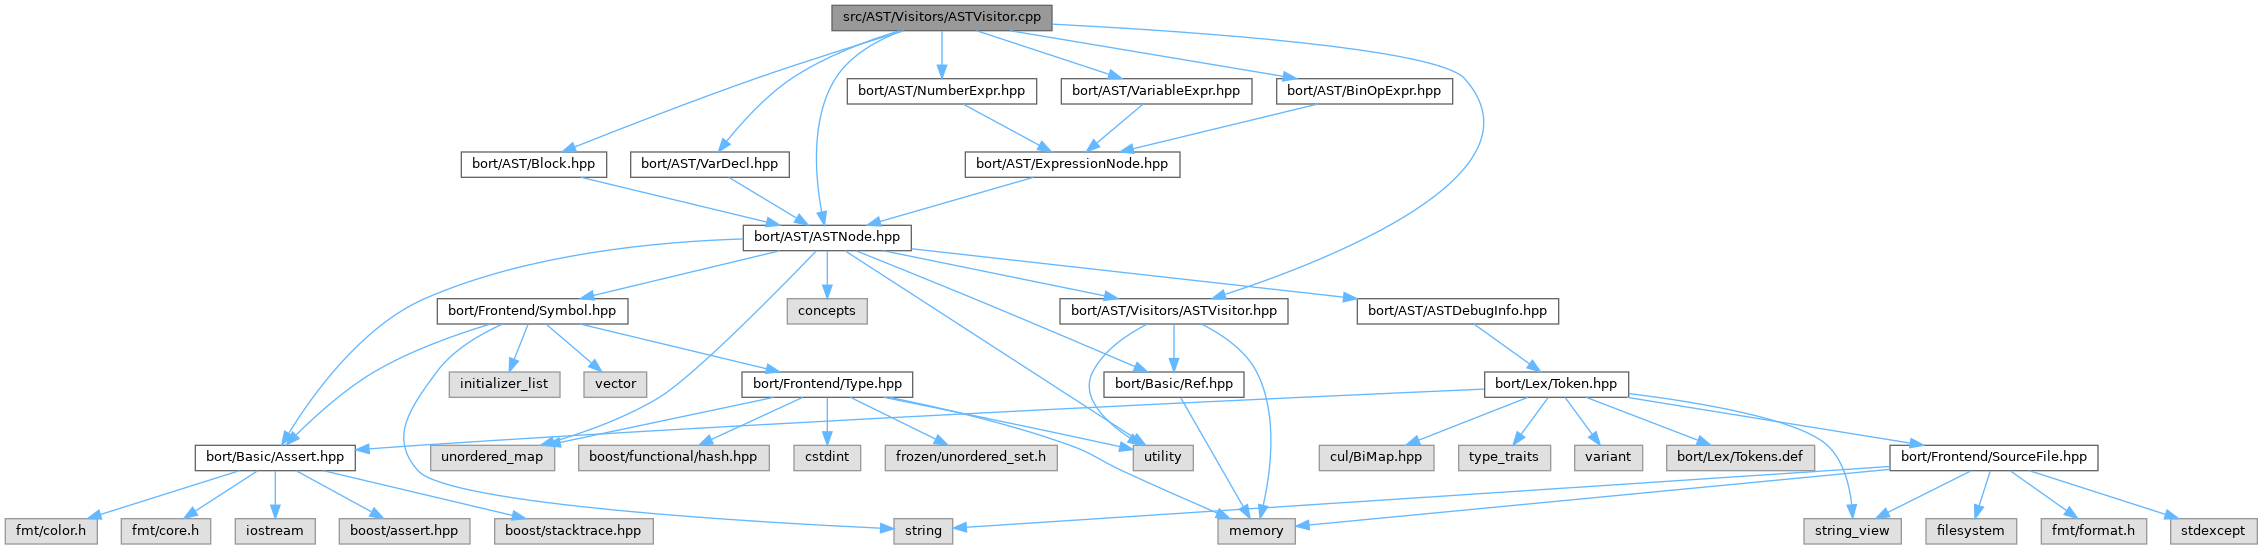 src/AST/Visitors/ASTVisitor.cpp
bort/AST/NumberExpr.hpp
bort/AST/VariableExpr.hpp
bort/AST/BinOpExpr.hpp
bort/AST/Block.hpp
bort/AST/VarDecl.hpp
bort/AST/ExpressionNode.hpp
bort/AST/ASTNode.hpp
bort/Frontend/Symbol.hpp
concepts
bort/AST/Visitors/ASTVisitor.hpp
bort/AST/ASTDebugInfo.hpp
initializer_list
vector
bort/Frontend/Type.hpp
bort/Basic/Ref.hpp
bort/Lex/Token.hpp
bort/Basic/Assert.hpp
unordered_map
boost/functional/hash.hpp
cstdint
frozen/unordered_set.h
utility
cul/BiMap.hpp
type_traits
variant
bort/Lex/Tokens.def
bort/Frontend/SourceFile.hpp
fmt/color.h
fmt/core.h
iostream
boost/assert.hpp
boost/stacktrace.hpp
string
memory
string_view
filesystem
fmt/format.h
stdexcept